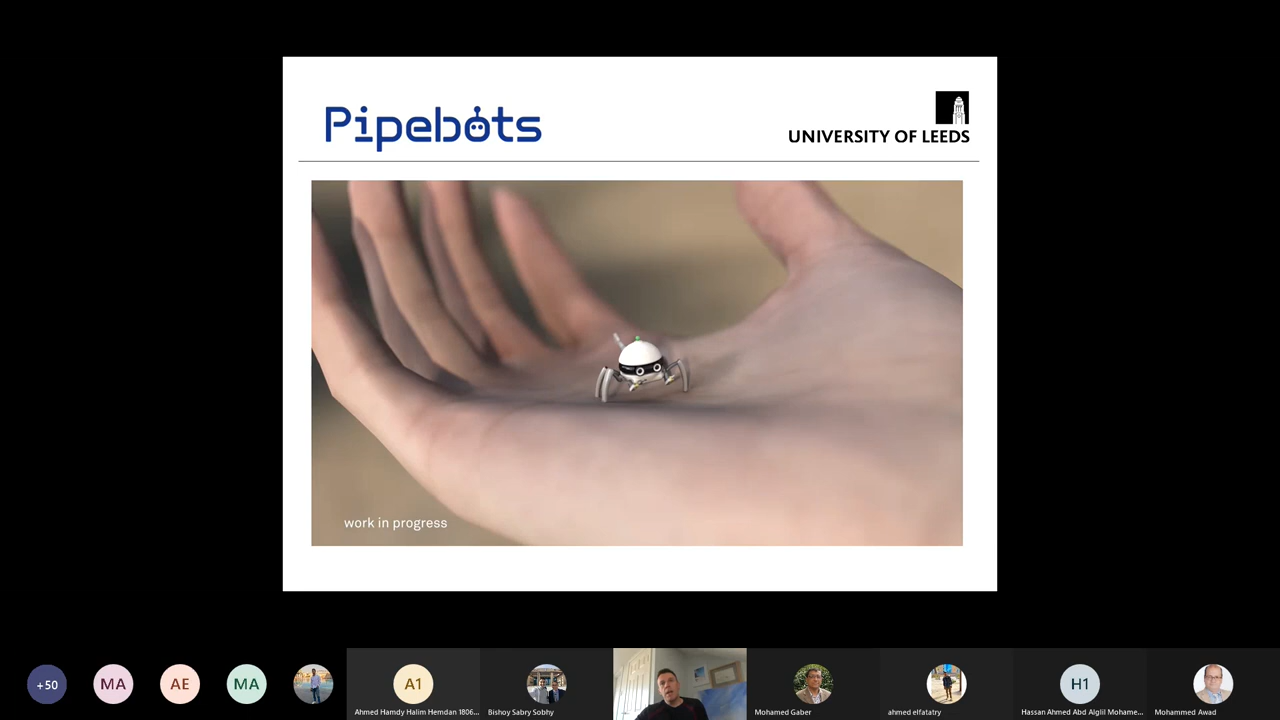 Pipebots
UNIVERSITY OF LEEDS
work in progress
+50
MA
AE
MA
A1
H1
Ahmed Hamdy Halim Hemdan 1806...
Bishoy Sabry Sobhy
Mohamed Gaber
ahmed elfatatry
Hassan Ahmed Abd Alglil Mohame...
Mohammed Awad